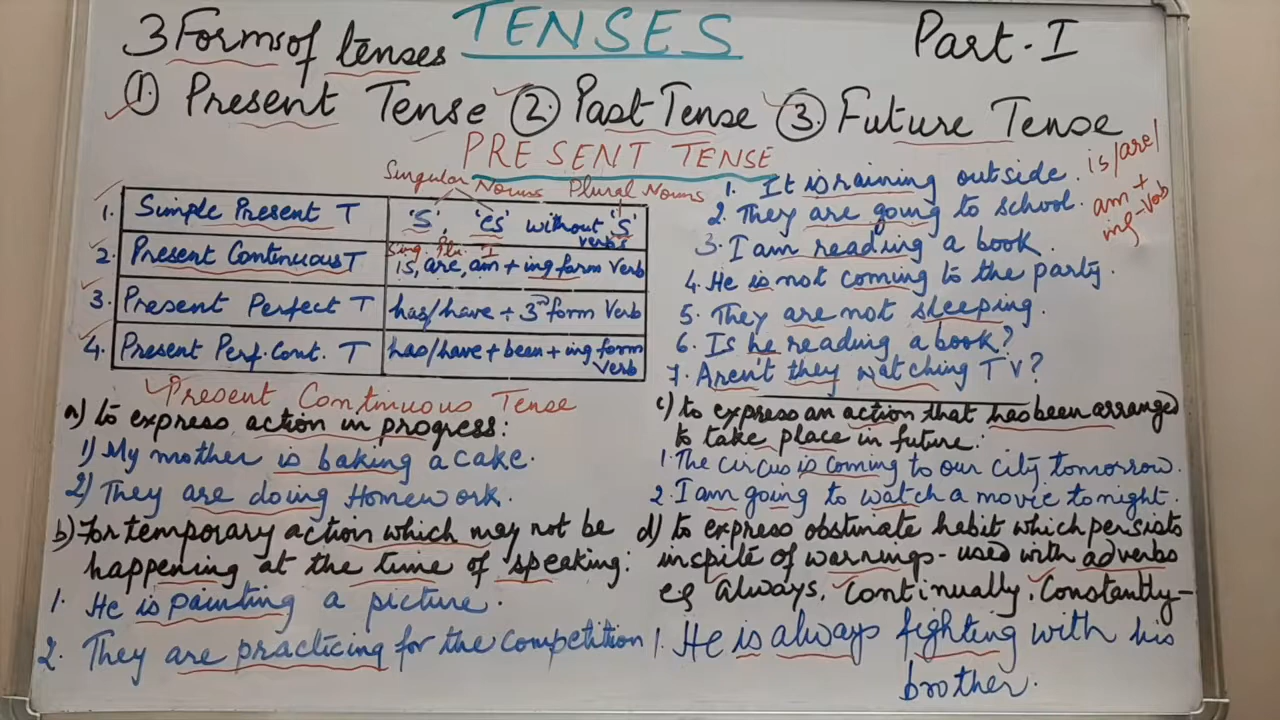 TENSES
3 Forms of tenses
Part-I
① Present Tense ② Past Tense ③ Future Tense
PRESENT TENSE
Singular Nouns Plural Nouns
1. Simple Present T 'S', 'es' without 'S' verbs
Sing. Plu. I
2. Present Continuous T is, are, am + ing form Verb
3. Present Perfect T has/have + 3rd form Verb
4. Present Perf. Cont. T has/have + been + ing form Verb
1. It is raining outside.
2. They are going to school.
3. I am reading a book.
4. He is not coming to the party.
5. They are not sleeping.
6. Is he reading a book?
7. Aren't they watching TV?
is/are/
am +
ing-verb
Present Continuous Tense
a) to express action in progress:
1) My mother is baking a cake.
2) They are doing Homework.
b) For temporary action which may not be
happening at the time of speaking:
1. He is painting a picture.
2. They are practicing for the competition
c) to express an action that has been arranged
to take place in future:
1. The circus is coming to our city tomorrow.
2. I am going to watch a movie tonight.
d) to express obstinate habit which persists
inspite of warnings - used with adverbs
eg Always, Continually, Constantly-
1. He is always fighting with his
brother.